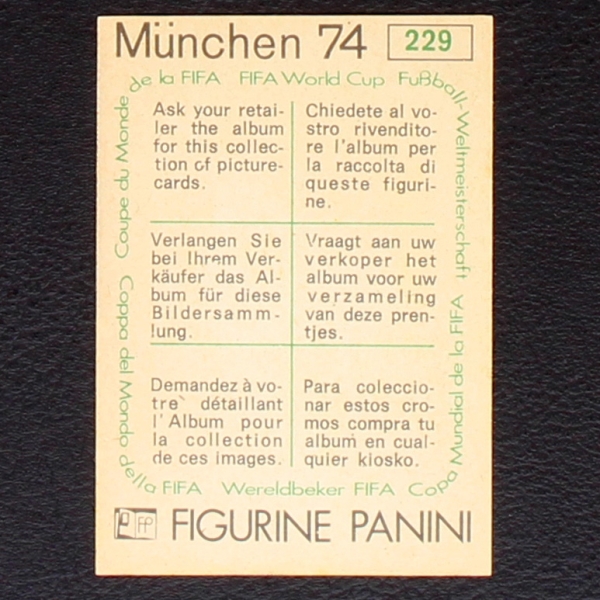 München 74 229
de la FIFA FIFA World Cup Fußball-Weltmeisterschaft
Ask your retai-
ler the album
for this collec-
tion of picture-
cards.
Chiedete al vo-
stro rivendito-
re l'album per
la raccolta di
queste figuri-
ne.
Verlangen Sie
bei Ihrem Ver-
käufer das Al-
bum für diese
Bildersamm-
lung.
Vraagt aan uw
verkoper het
album voor uw
verzameling
van deze pren-
tjes.
Demandez à vo-
tre détaillant
l'Album pour
la collection
de ces images.
Para coleccio-
nar estos cro-
mos compra tu
album en cual-
quier kiosko.
Coupe du Monde
Coppa del Mondo
della FIFA Wereldbeker FIFA Copa Mundial de la FIFA
FP FIGURINE PANINI